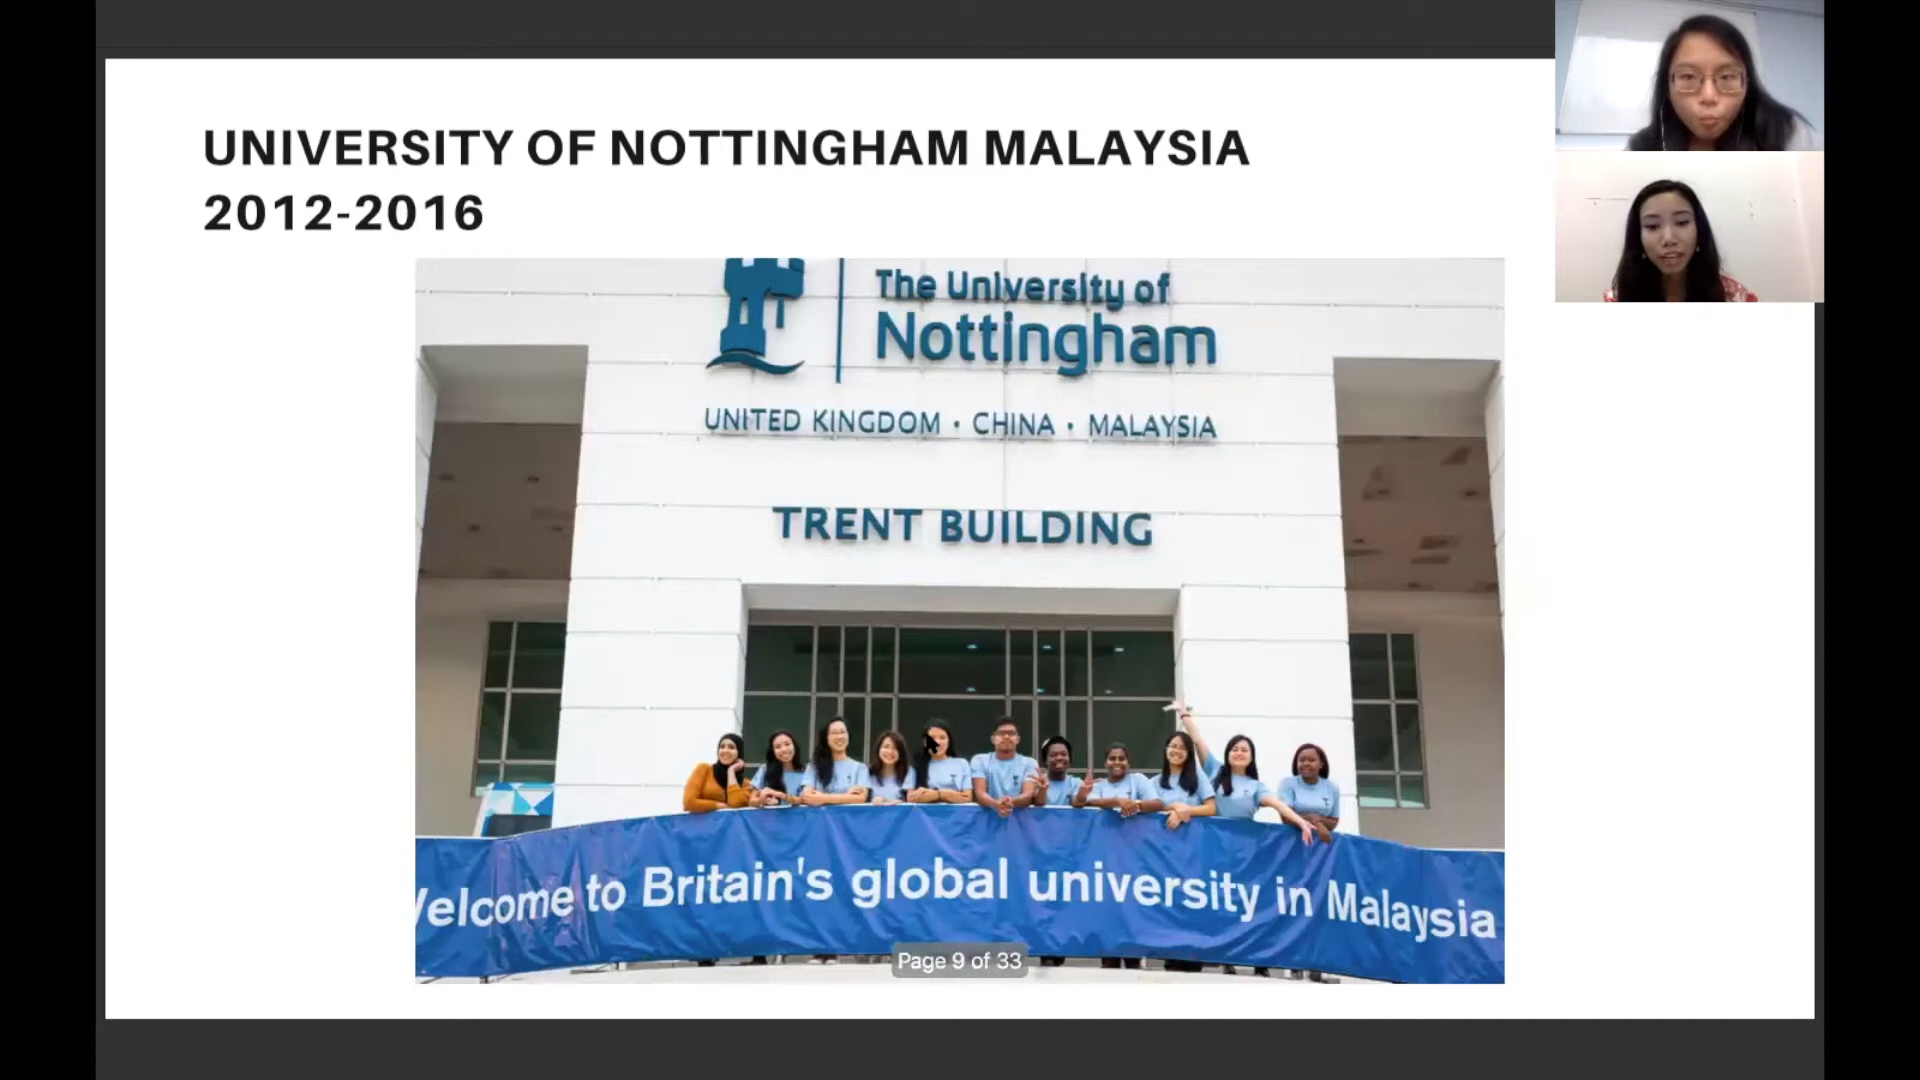 UNIVERSITY OF NOTTINGHAM MALAYSIA
2012-2016
The University of
Nottingham
UNITED KINGDOM · CHINA · MALAYSIA
TRENT BUILDING
Welcome to Britain's global university in Malaysia
Page 9 of 33